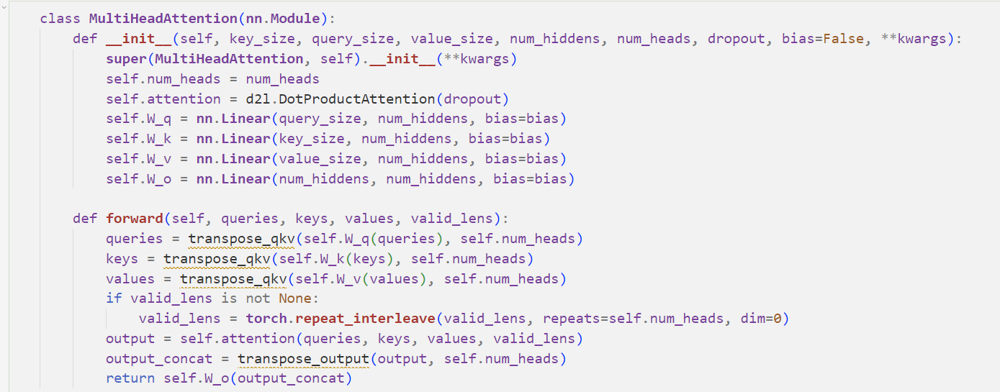 class MultiHeadAttention(nn.Module):
    def __init__(self, key_size, query_size, value_size, num_hiddens, num_heads, dropout, bias=False, **kwargs):
        super(MultiHeadAttention, self).__init__(**kwargs)
        self.num_heads = num_heads
        self.attention = d2l.DotProductAttention(dropout)
        self.W_q = nn.Linear(query_size, num_hiddens, bias=bias)
        self.W_k = nn.Linear(key_size, num_hiddens, bias=bias)
        self.W_v = nn.Linear(value_size, num_hiddens, bias=bias)
        self.W_o = nn.Linear(num_hiddens, num_hiddens, bias=bias)

    def forward(self, queries, keys, values, valid_lens):
        queries = transpose_qkv(self.W_q(queries), self.num_heads)
        keys = transpose_qkv(self.W_k(keys), self.num_heads)
        values = transpose_qkv(self.W_v(values), self.num_heads)
        if valid_lens is not None:
            valid_lens = torch.repeat_interleave(valid_lens, repeats=self.num_heads, dim=0)
        output = self.attention(queries, keys, values, valid_lens)
        output_concat = transpose_output(output, self.num_heads)
        return self.W_o(output_concat)